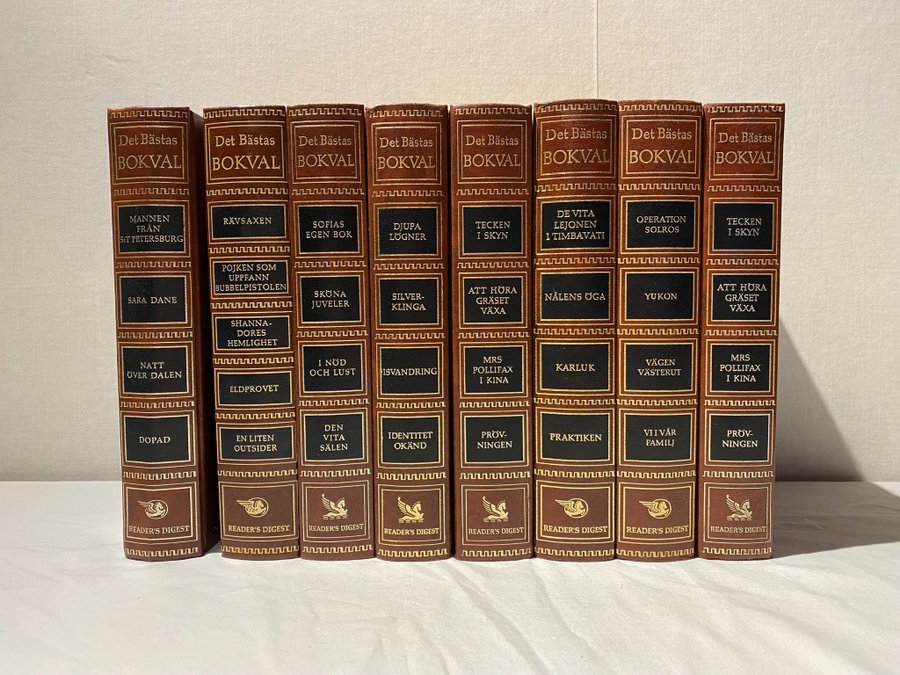 Det Bästas
BOKVAL
MANNEN
FRÅN
S:T PETERSBURG
SARA DANE
NATT
ÖVER DALEN
DOPAD
READER'S DIGEST
Det Bästas
BOKVAL
RÄVSAXEN
POJKEN SOM
UPPFANN
BUBBELPISTOLEN
SHANNA-
DORES
HEMLIGHET
ELDPROVET
EN LITEN
OUTSIDER
READER'S DIGEST
Det Bästas
BOKVAL
SOFIAS
EGEN BOK
SKÖNA
JUVELER
I NÖD
OCH LUST
DEN
VITA
SÄLEN
READER'S DIGEST
Det Bästas
BOKVAL
DJUPA
LÖGNER
SILVER-
KLINGA
ISVANDRING
IDENTITET
OKÄND
READER'S DIGEST
Det Bästas
BOKVAL
TECKEN
I SKYN
ATT HÖRA
GRÄSET
VÄXA
MRS
POLLIFAX
I KINA
PRÖV-
NINGEN
READER'S DIGEST
Det Bästas
BOKVAL
DE VITA
LEJONEN
I TIMBAVATI
NÅLENS ÖGA
KARLUK
PRAKTIKEN
READER'S DIGEST
Det Bästas
BOKVAL
OPERATION
SOLROS
YUKON
VÄGEN
VÄSTERUT
VI I VÅR
FAMILJ
READER'S DIGEST
Det Bästas
BOKVAL
TECKEN
I SKYN
ATT HÖRA
GRÄSET
VÄXA
MRS
POLLIFAX
I KINA
PRÖV-
NINGEN
READER'S DIGEST